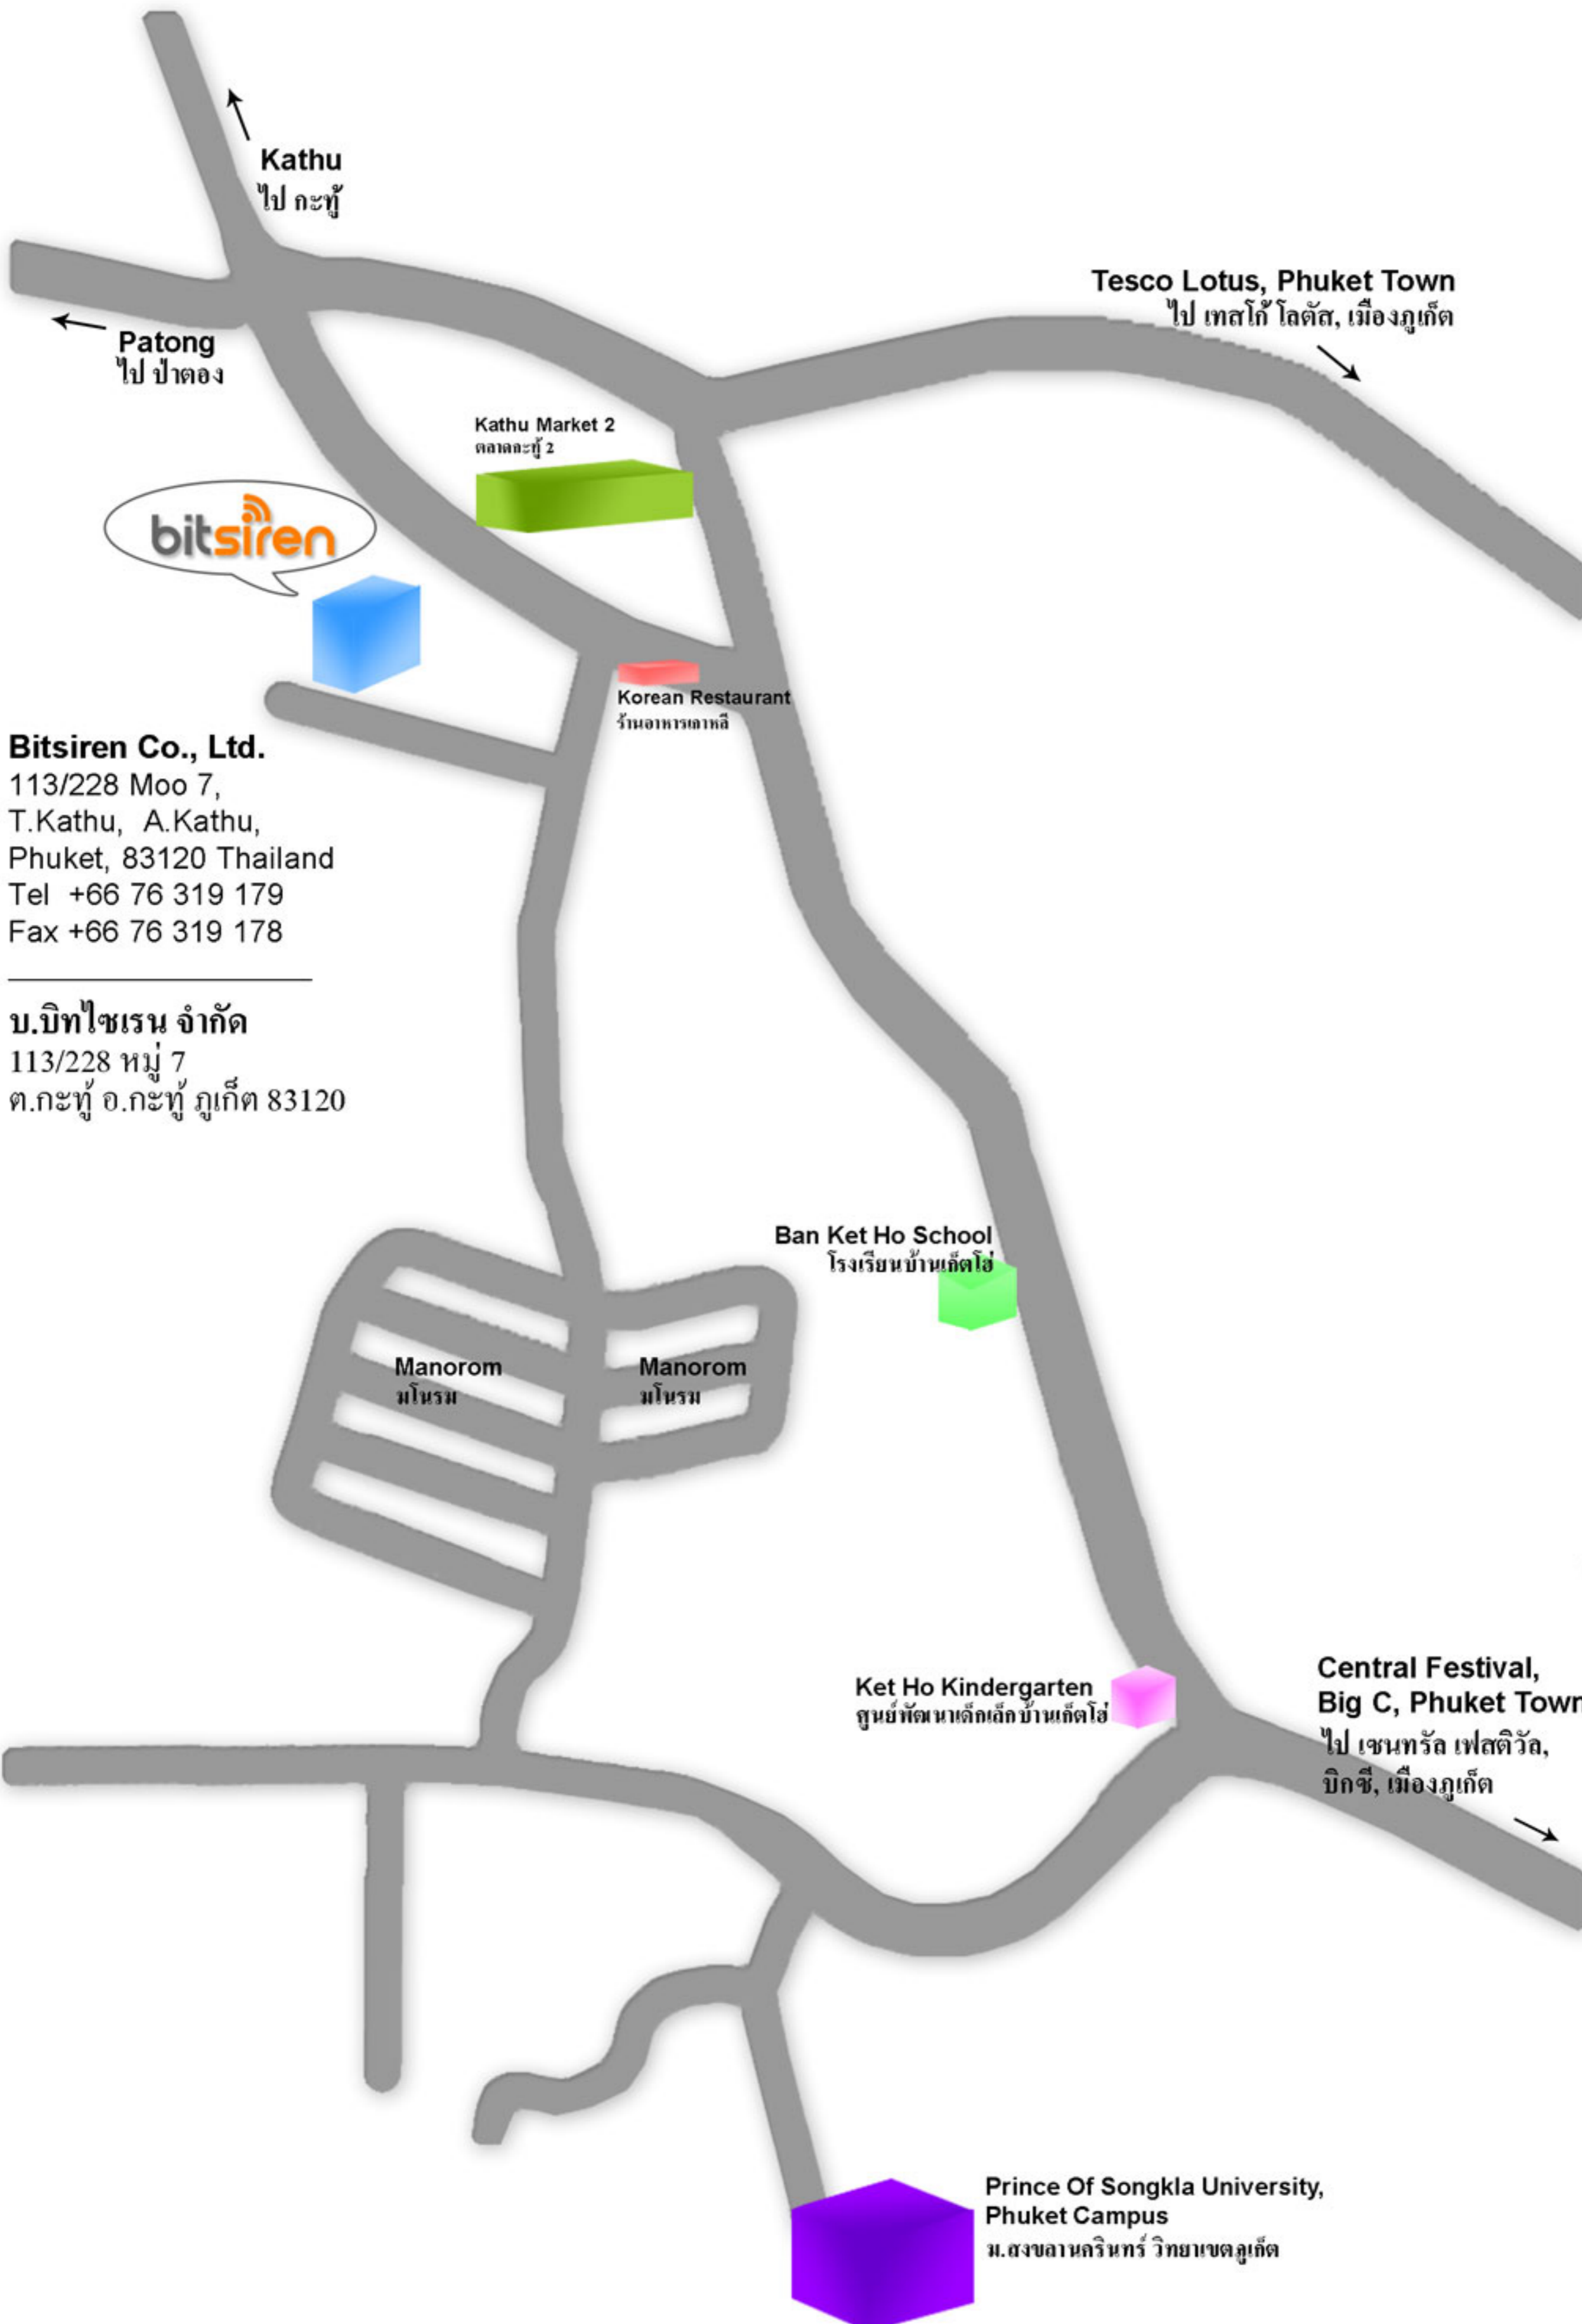 Kathu
ไป กะทู้
Tesco Lotus, Phuket Town
ไป เทสโก้ โลตัส, เมืองภูเก็ต
Patong
ไป ป่าตอง
Kathu Market 2
ตลาดกะทู้ 2
bitsiren
Korean Restaurant
ร้านอาหารเกาหลี
Bitsiren Co., Ltd.
113/228 Moo 7,
T.Kathu, A.Kathu,
Phuket, 83120 Thailand
Tel +66 76 319 179
Fax +66 76 319 178
บ.บิทไซเรน จำกัด
113/228 หมู่ 7
ต.กะทู้ อ.กะทู้ ภูเก็ต 83120
Ban Ket Ho School
โรงเรียนบ้านเก็ตโฮ่
Manorom
มโนรม
Manorom
มโนรม
Ket Ho Kindergarten
ศูนย์พัฒนาเด็กเล็กบ้านเก็ตโฮ่
Central Festival,
Big C, Phuket Town
ไป เซนทรัล เฟสติวัล,
บิกซี, เมืองภูเก็ต
Prince Of Songkla University,
Phuket Campus
ม.สงขลานครินทร์ วิทยาเขตภูเก็ต